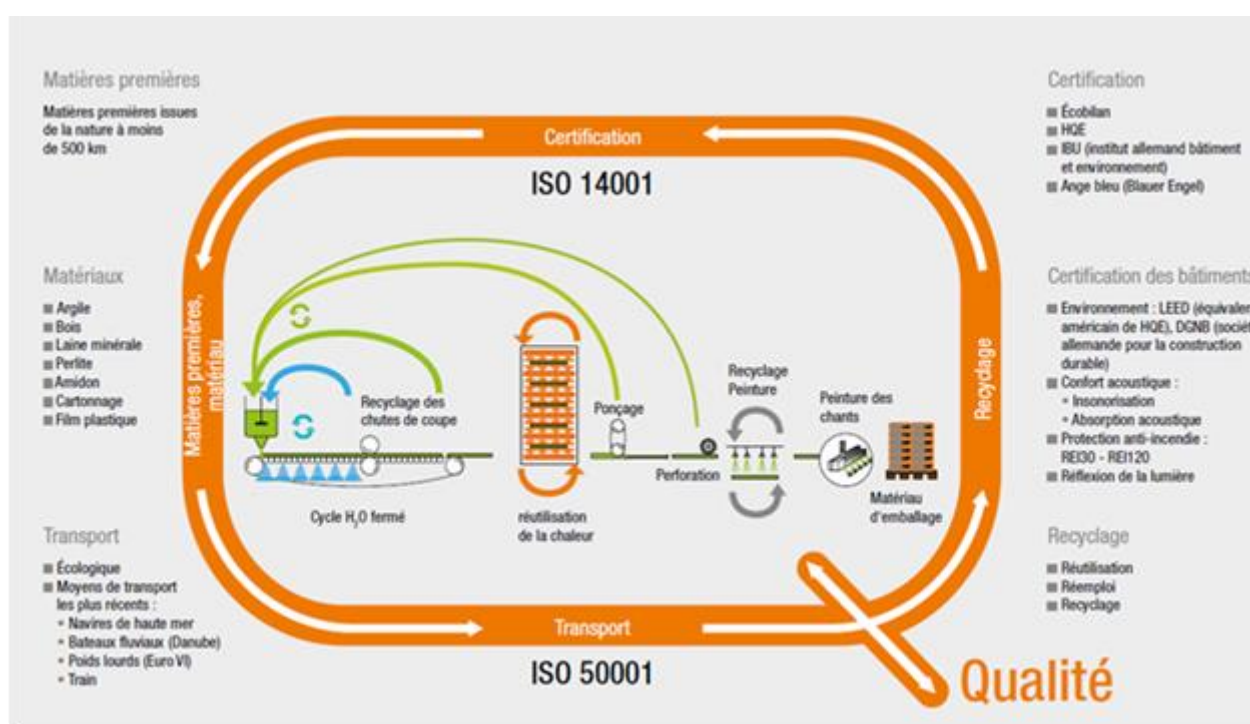 Matières premières
Matières premières issues
de la nature à moins
de 500 km
Matériaux
Argile
Bois
Laine minérale
Perlite
Amidon
Cartonnage
Film plastique
Transport
Écologique
Moyens de transport
les plus récents :
Navires de haute mer
Bateaux fluviaux (Danube)
Poids lourds (Euro VI)
Train
Certification
ISO 14001
Matières premières,
matériau
Recyclage des
chutes de coupe
Cycle H₂O fermé
réutilisation
de la chaleur
Ponçage
Perforation
Recyclage
Peinture
Peinture des
chants
Matériau
d'emballage
Recyclage
Transport
ISO 50001
Qualité
Certification
Écobilan
HQE
IBU (institut allemand bâtiment
et environnement)
Ange bleu (Blauer Engel)
Certification des bâtiments
Environnement : LEED (équivale
américain de HQE), DGNB (sociét
allemande pour la construction
durable)
Confort acoustique :
Insonorisation
Absorption acoustique
Protection anti-incendie :
REI30 - REI120
Réflexion de la lumière
Recyclage
Réutilisation
Réemploi
Recyclage